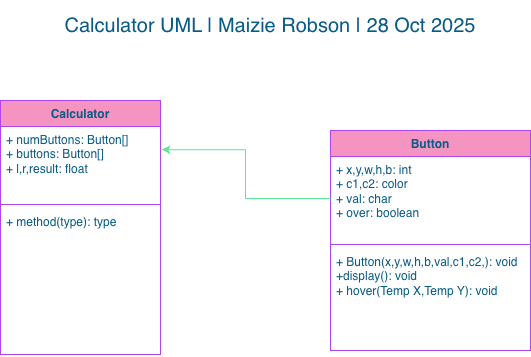 Calculator UML | Maizie Robson | 28 Oct 2025
Calculator
+ numButtons: Button[]
+ buttons: Button[]
+ l,r,result: float
+ method(type): type
Button
+ x,y,w,h,b: int
+ c1,c2: color
+ val: char
+ over: boolean
+ Button(x,y,w,h,b,val,c1,c2,): void
+display(): void
+ hover(Temp X,Temp Y): void